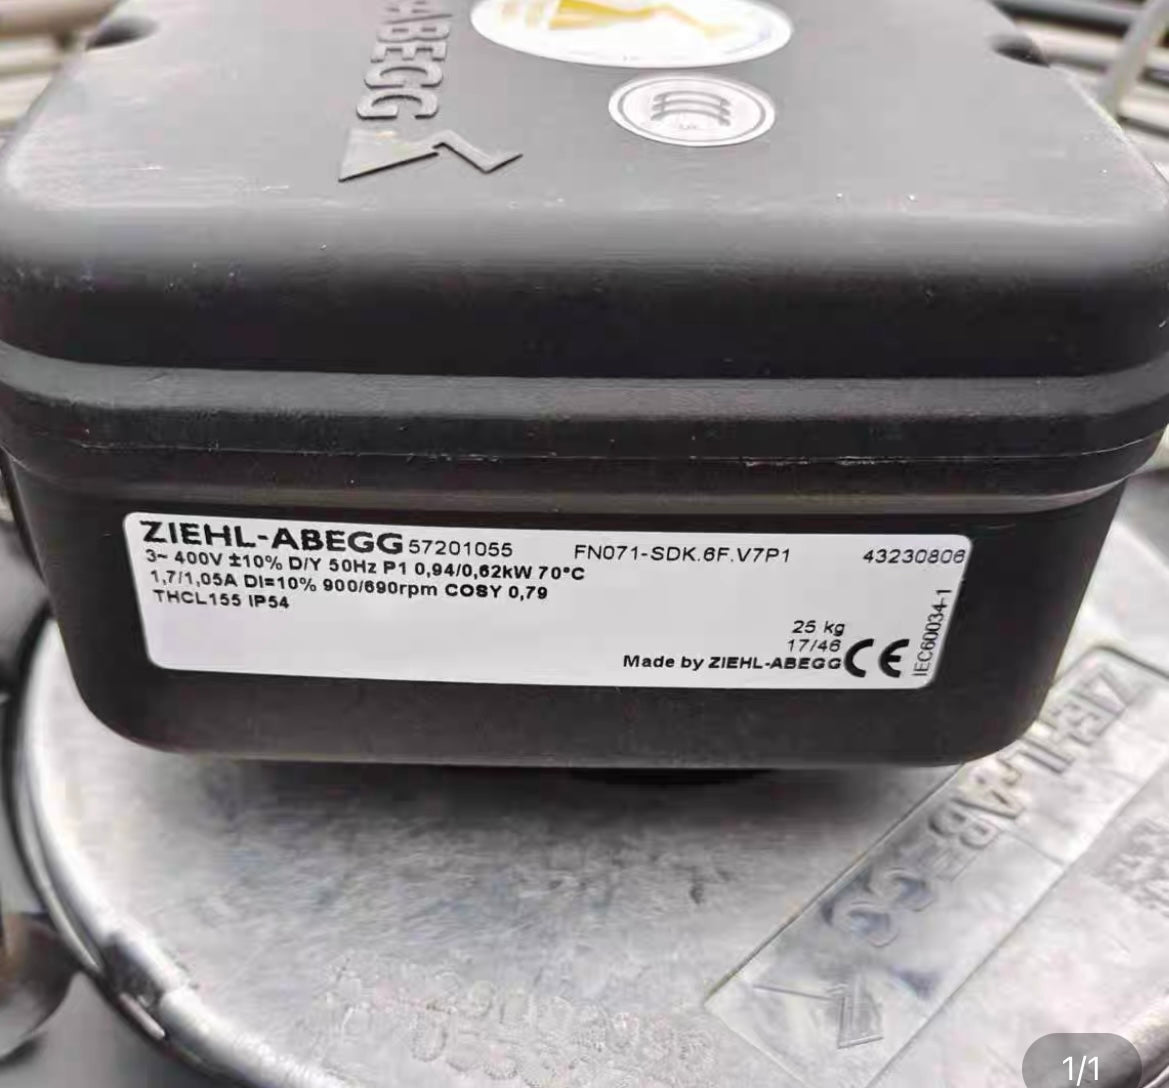 ABEGG
ZIEHL-ABEGG 57201055 FN071-SDK.6F.V7P1 43230806
3~ 400V ±10% D/Y 50Hz P1 0,94/0,62kW 70°C
1,7/1,05A DI=10% 900/690rpm COSY 0,79
THCL155 IP54
25 kg
17/46
Made by ZIEHL-ABEGG CE
IEC60034-1
ZIEHL-ABEGG
1/1